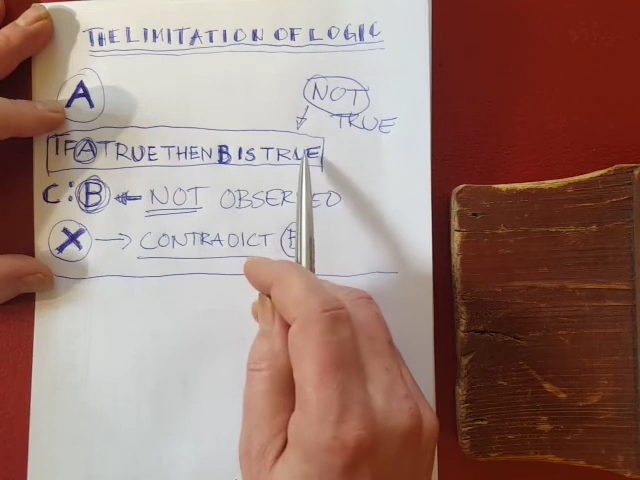 THE LIMITATION OF LOGIC
A
NOT
TRUE
IF A TRUE THEN B IS TRUE
C: B NOT OBSERVED
X CONTRADICT